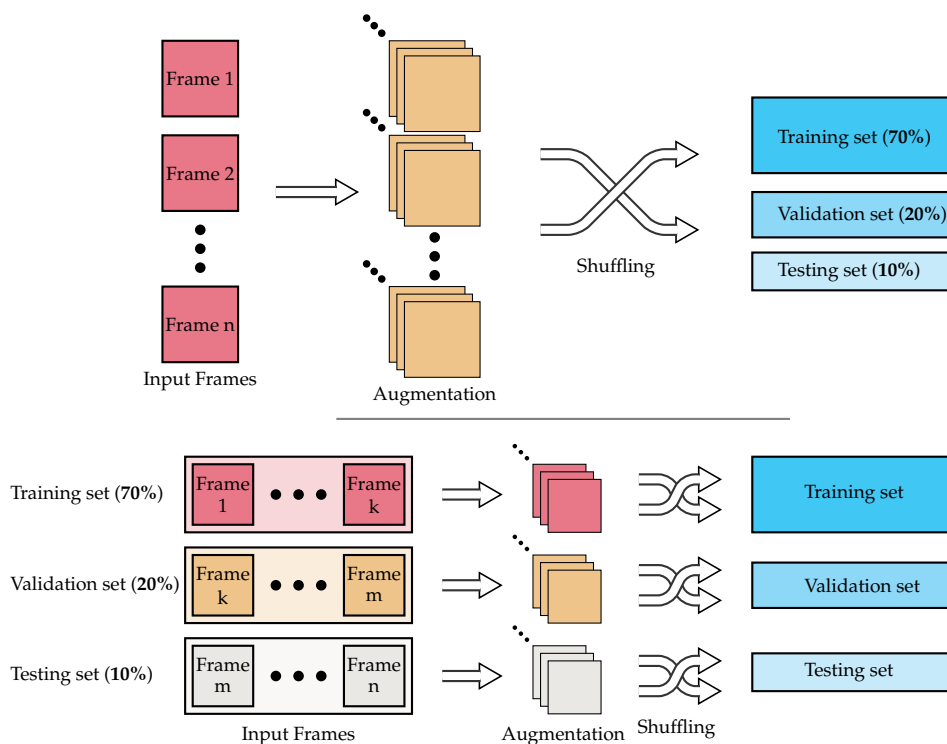 Frame 1
Frame 2
Frame n
Input Frames
Augmentation
Shuffling
Training set (70%)
Validation set (20%)
Testing set (10%)
Training set (70%)
Frame
1
Frame
k
Training set
Validation set (20%)
Frame
k
Frame
m
Validation set
Testing set (10%)
Frame
m
Frame
n
Testing set
Input Frames
Augmentation
Shuffling